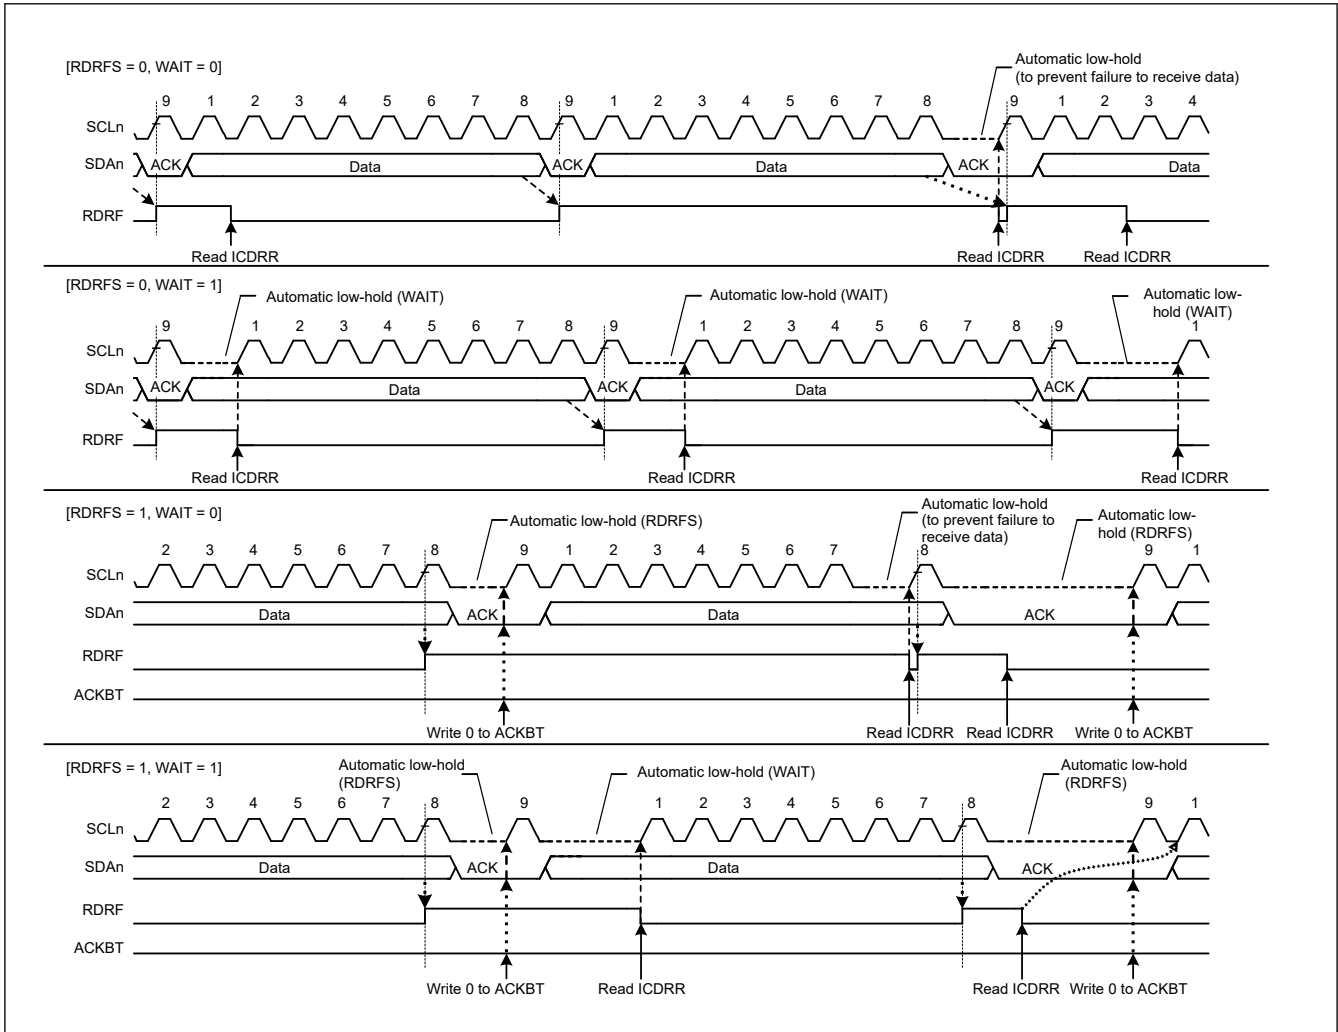 [RDRFS = 0, WAIT = 0]
Automatic low-hold
(to prevent failure to receive data)
9 1 2 3 4 5 6 7 8 9 1 2 3 4 5 6 7 8 9 1 2 3 4
SCLn
SDAn ACK Data ACK Data ACK Data
RDRF
Read ICDRR Read ICDRR Read ICDRR
[RDRFS = 0, WAIT = 1]
Automatic low-hold (WAIT) Automatic low-hold (WAIT) Automatic low-
hold (WAIT)
9 1 2 3 4 5 6 7 8 9 1 2 3 4 5 6 7 8 9 1
SCLn
SDAn ACK Data ACK Data ACK
RDRF
Read ICDRR Read ICDRR Read ICDRR
[RDRFS = 1, WAIT = 0]
Automatic low-hold (RDRFS)
Automatic low-hold
(to prevent failure to
receive data)
Automatic low-
hold (RDRFS)
2 3 4 5 6 7 8 9 1 2 3 4 5 6 7 8 9 1
SCLn
SDAn Data ACK Data ACK
RDRF
ACKBT
Write 0 to ACKBT Read ICDRR Read ICDRR Write 0 to ACKBT
[RDRFS = 1, WAIT = 1]
Automatic low-hold
(RDRFS)
Automatic low-hold (WAIT)
Automatic low-hold
(RDRFS)
2 3 4 5 6 7 8 9 1 2 3 4 5 6 7 8 9 1
SCLn
SDAn Data ACK Data ACK
RDRF
ACKBT
Write 0 to ACKBT Read ICDRR Read ICDRR Write 0 to ACKBT